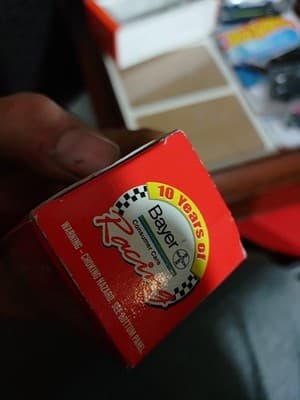 10 Years of
Bayer
Consumer Care
Racing
WARNING - CHOKING HAZARD SEE BOTTOM PANEL